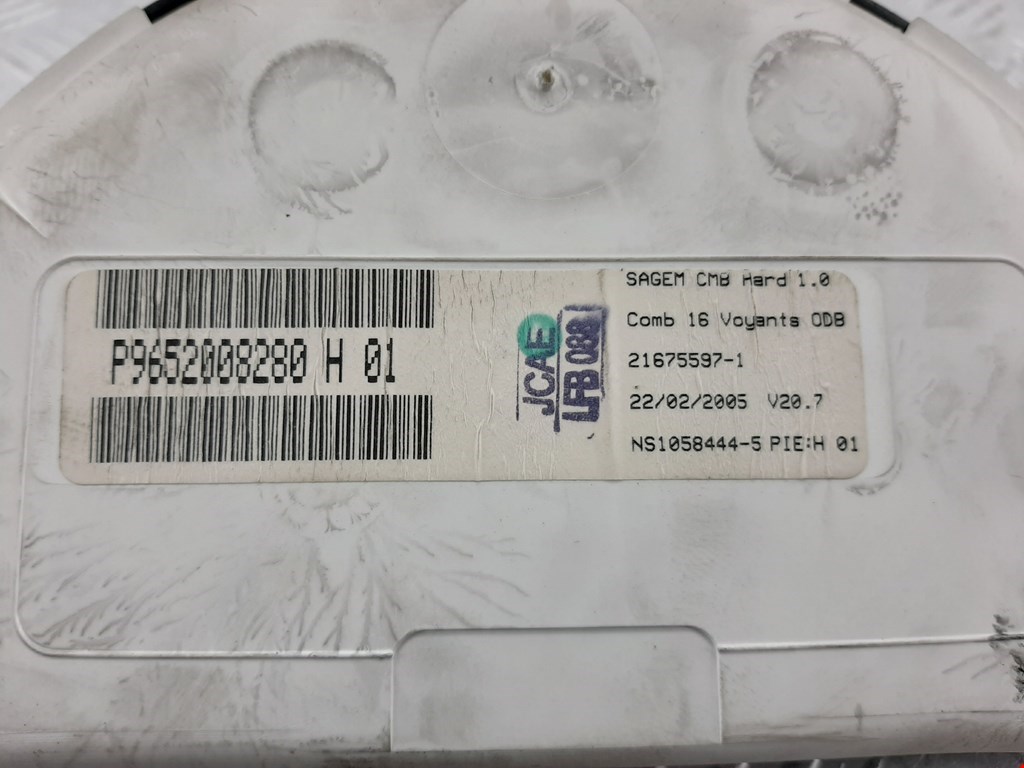 P9652008280 H 01
JCAE
LFB 088
SAGEM CMB Hard 1.0
Comb 16 Voyants ODB
21675597-1
22/02/2005 V20.7
NS1058444-5 PIE:H 01